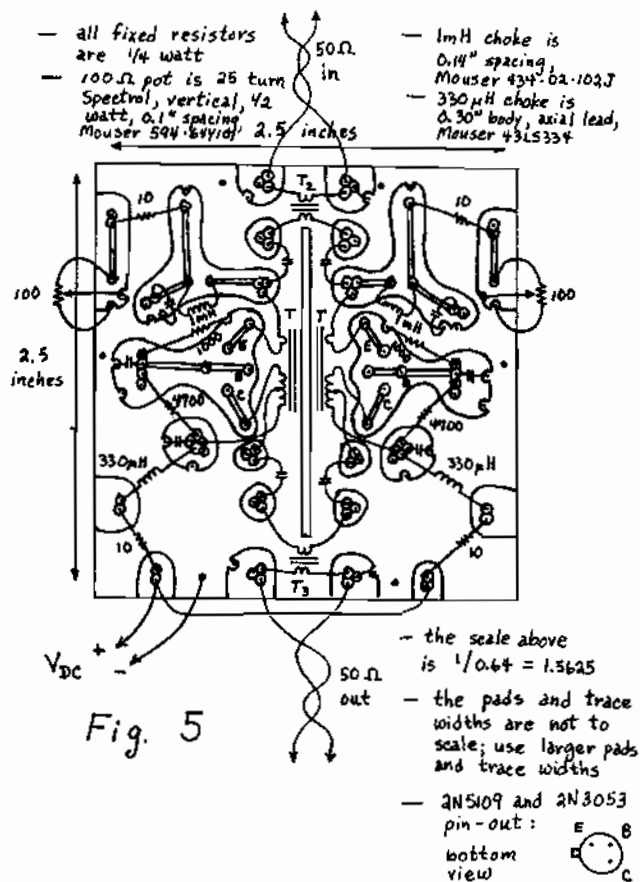 — all fixed resistors
are 1/4 watt
— 100 Ω pot is 25 turn
Spectrol, vertical, 1/2
watt, 0.1" spacing
Mouser 594-64Y101
50 Ω
in
— 1mH choke is
0.14" spacing,
Mouser 434-02-102J
— 330 μH choke is
0.30" body, axial lead,
Mouser 43LS334
2.5 inches
T2
10
10
100
100
1mH
T
T
1mH
1000
1000
E
B
C
E
B
C
2.5
inches
4700
4700
330μH
330μH
10
10
T3
VDC
+
-
50 Ω
out
Fig. 5
— the scale above
is 1/0.64 = 1.5625
— the pads and trace
widths are not to
scale; use larger pads
and trace widths
— 2N5109 and 2N3053
pin-out :
bottom
view
E
B
C